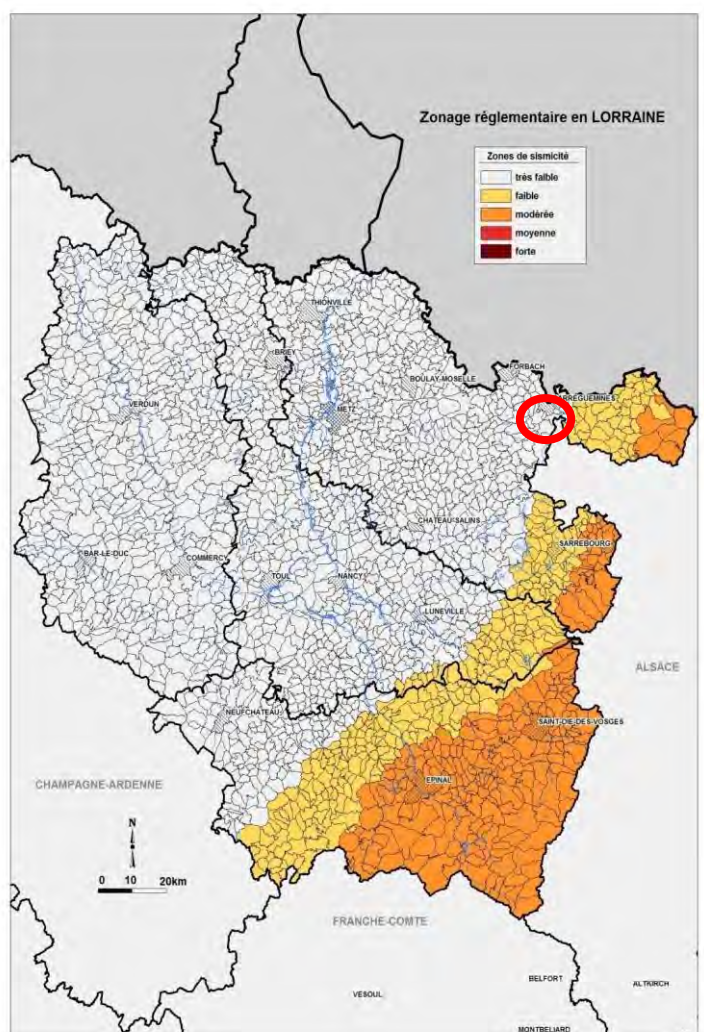 Zonage réglementaire en LORRAINE
Zones de sismicité
très faible
faible
modérée
moyenne
forte
THIONVILLE
BRIEY
FORBACH
BOULAY-MOSELLE
ARREGUEMINES
VERDUN
METZ
CHATEAU-SALINS
SARREBOURG
BAR-LE-DUC
COMMERCY
TOUL
NANCY
LUNEVILLE
ALSACE
NEUFCHATEAU
SAINT-DIE-DES-VOSGES
EPINAL
CHAMPAGNE-ARDENNE
N
0 10 20km
FRANCHE-COMTE
BELFORT
ALTKIRCH
VESOUL
MONTBELIARD